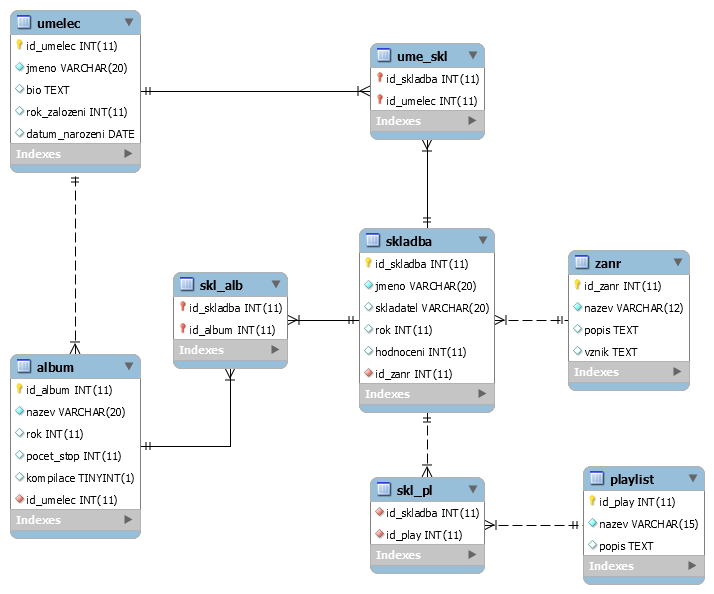 umelec
id_umelec INT(11)
jmeno VARCHAR(20)
bio TEXT
rok_zalozeni INT(11)
datum_narozeni DATE
Indexes
ume_skl
id_skladba INT(11)
id_umelec INT(11)
Indexes
skladba
id_skladba INT(11)
jmeno VARCHAR(20)
skladatel VARCHAR(20)
rok INT(11)
hodnoceni INT(11)
id_zanr INT(11)
Indexes
zanr
id_zanr INT(11)
nazev VARCHAR(12)
popis TEXT
vznik TEXT
Indexes
skl_alb
id_skladba INT(11)
id_album INT(11)
Indexes
album
id_album INT(11)
nazev VARCHAR(20)
rok INT(11)
pocet_stop INT(11)
kompilace TINYINT(1)
id_umelec INT(11)
Indexes
skl_pl
id_skladba INT(11)
id_play INT(11)
Indexes
playlist
id_play INT(11)
nazev VARCHAR(15)
popis TEXT
Indexes